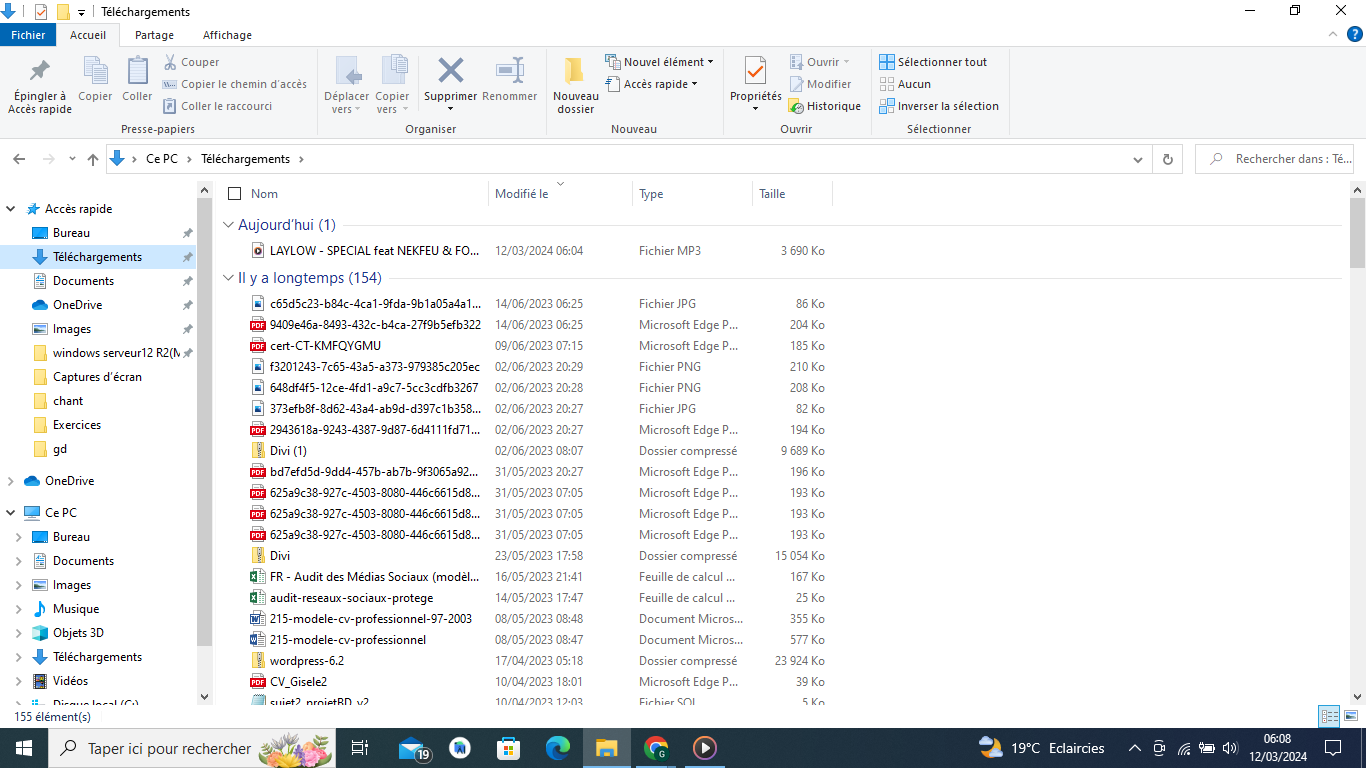 Téléchargements
Fichier Accueil Partage Affichage
Épingler à Accès rapide
Copier
Coller
Couper
Copier le chemin d'accès
Coller le raccourci
Presse-papiers
Déplacer vers
Copier vers
Supprimer
Renommer
Organiser
Nouveau dossier
Nouvel élément
Accès rapide
Nouveau
Propriétés
Ouvrir
Modifier
Historique
Ouvrir
Sélectionner tout
Aucun
Inverser la sélection
Sélectionner
Ce PC > Téléchargements >
Rechercher dans : Té...
Accès rapide
Bureau
Téléchargements
Documents
OneDrive
Images
windows serveur12 R2(M
Captures d'écran
chant
Exercices
gd
OneDrive
Ce PC
Bureau
Documents
Images
Musique
Objets 3D
Téléchargements
Vidéos
Disque local (C:)
Nom Modifié le Type Taille
Aujourd'hui (1)
LAYLOW - SPECIAL feat NEKFEU & FO... 12/03/2024 06:04 Fichier MP3 3 690 Ko
Il y a longtemps (154)
c65d5c23-b84c-4ca1-9fda-9b1a05a4a1... 14/06/2023 06:25 Fichier JPG 86 Ko
9409e46a-8493-432c-b4ca-27f9b5efb322 14/06/2023 06:25 Microsoft Edge P... 204 Ko
cert-CT-KMFQYGMU 09/06/2023 07:15 Microsoft Edge P... 185 Ko
f3201243-7c65-43a5-a373-979385c205ec 02/06/2023 20:29 Fichier PNG 210 Ko
648df4f5-12ce-4fd1-a9c7-5cc3cdfb3267 02/06/2023 20:28 Fichier PNG 208 Ko
373efb8f-8d62-43a4-ab9d-d397c1b358... 02/06/2023 20:27 Fichier JPG 82 Ko
2943618a-9243-4387-9d87-6d4111fd71... 02/06/2023 20:27 Microsoft Edge P... 194 Ko
Divi (1) 02/06/2023 08:07 Dossier compressé 9 689 Ko
bd7efd5d-9dd4-457b-ab7b-9f3065a92... 31/05/2023 20:27 Microsoft Edge P... 196 Ko
625a9c38-927c-4503-8080-446c6615d8... 31/05/2023 07:05 Microsoft Edge P... 193 Ko
625a9c38-927c-4503-8080-446c6615d8... 31/05/2023 07:05 Microsoft Edge P... 193 Ko
625a9c38-927c-4503-8080-446c6615d8... 31/05/2023 07:05 Microsoft Edge P... 193 Ko
Divi 23/05/2023 17:58 Dossier compressé 15 054 Ko
FR - Audit des Médias Sociaux (modèl... 16/05/2023 21:41 Feuille de calcul ... 167 Ko
audit-reseaux-sociaux-protege 14/05/2023 17:47 Feuille de calcul ... 25 Ko
215-modele-cv-professionnel-97-2003 08/05/2023 08:48 Document Micros... 355 Ko
215-modele-cv-professionnel 08/05/2023 08:47 Document Micros... 577 Ko
wordpress-6.2 17/04/2023 05:18 Dossier compressé 23 924 Ko
CV_Gisele2 10/04/2023 18:01 Microsoft Edge P... 39 Ko
sujet2_projetBD_v2 10/04/2023 12:03 Fichier SQL 5 Ko
155 élément(s)
Taper ici pour rechercher
19
19°C Eclaircies
06:08
12/03/2024